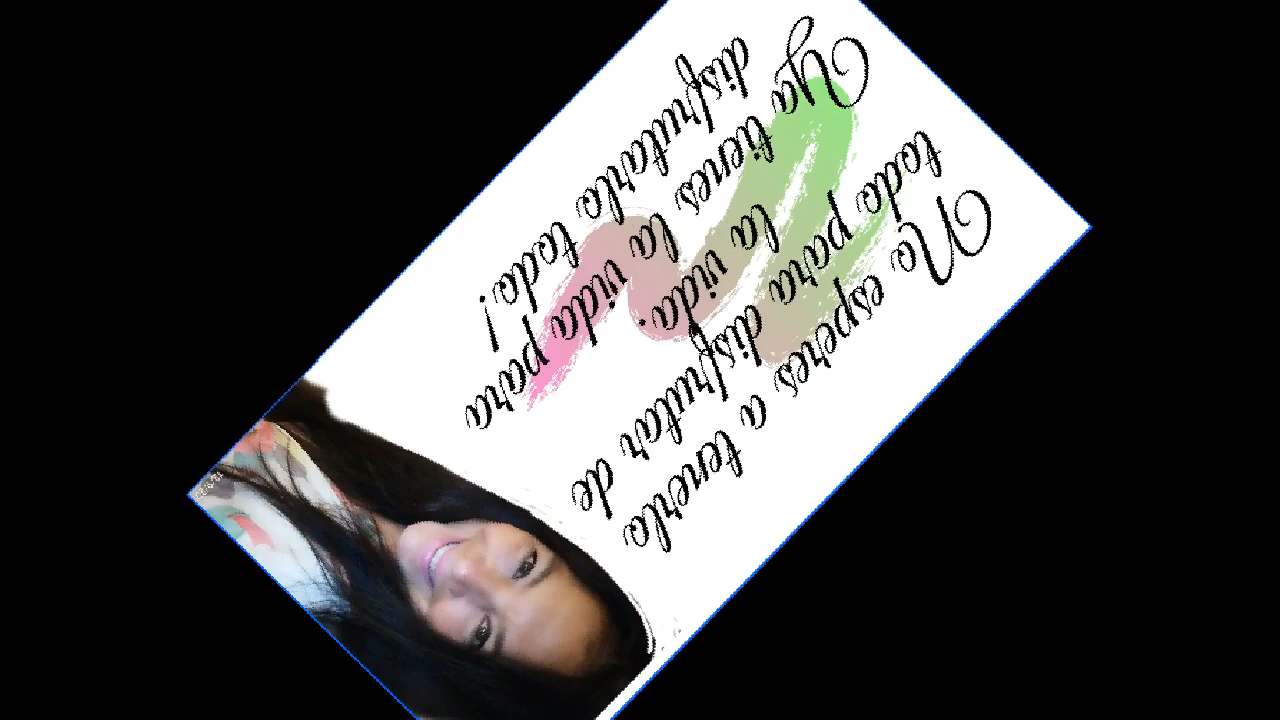 No esperes a tenerlo
todo para disfrutar de
la vida.
Ya tienes la vida para
disfrutarlo todo!